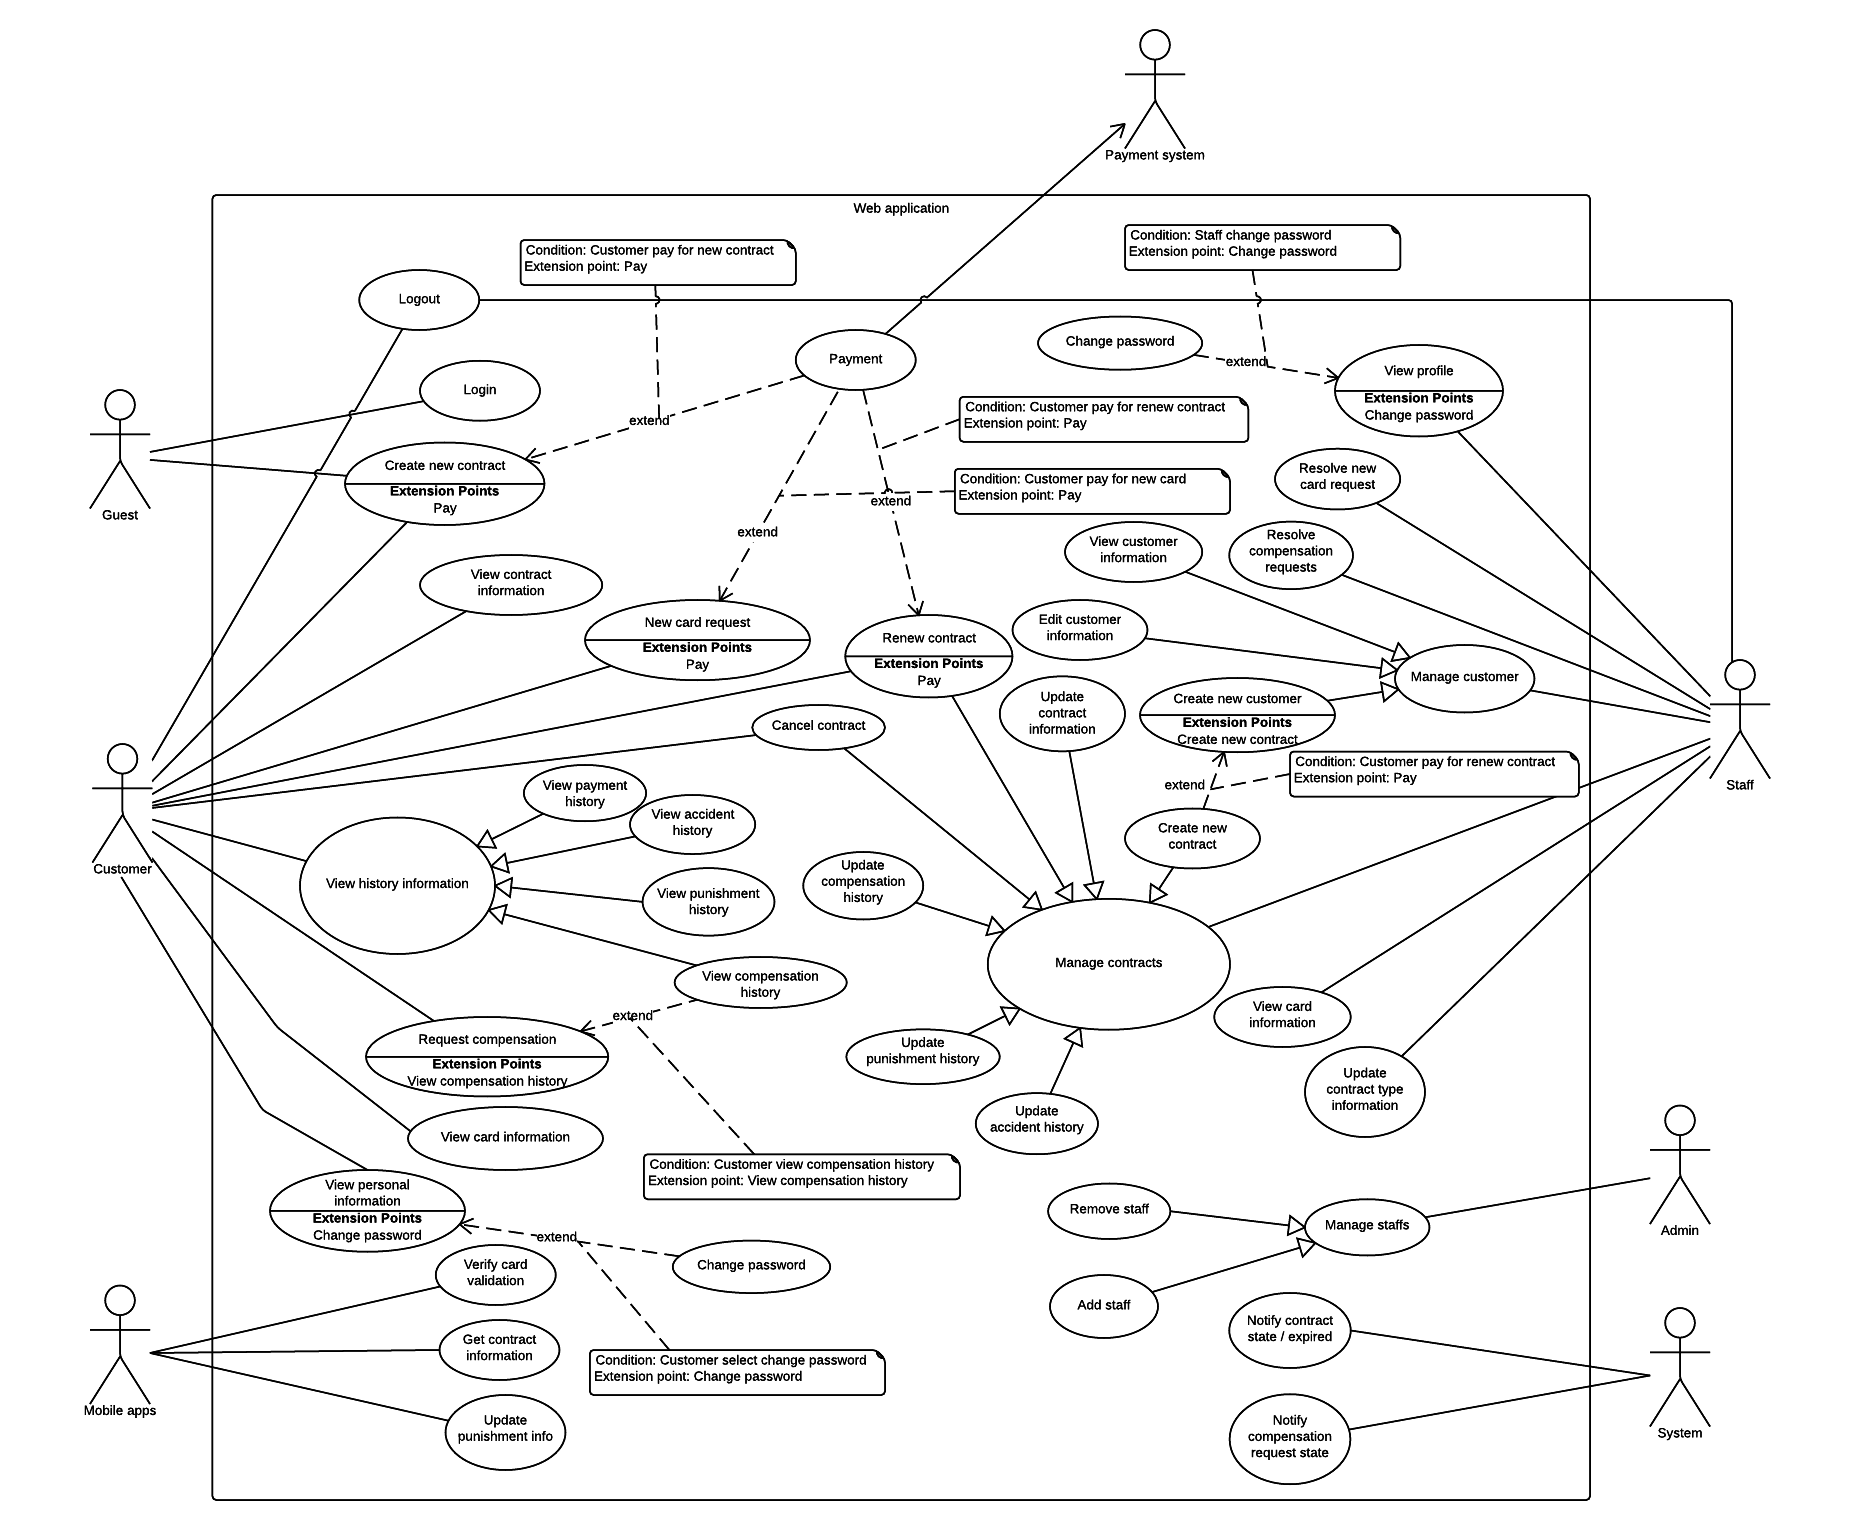 Payment system
Web application
Condition: Customer pay for new contract
Extension point: Pay
Condition: Staff change password
Extension point: Change password
Logout
Payment
Change password
extend
View profile
Extension Points
Change password
Login
extend
Condition: Customer pay for renew contract
Extension point: Pay
Guest
Create new contract
Extension Points
Pay
Condition: Customer pay for new card
Extension point: Pay
extend
extend
Resolve new
card request
View customer
information
Resolve
compensation
requests
View contract
information
New card request
Extension Points
Pay
Renew contract
Extension Points
Pay
Edit customer
information
Manage customer
Update
contract
information
Create new customer
Extension Points
Create new contract
Cancel contract
Condition: Customer pay for renew contract
Extension point: Pay
extend
Staff
View payment
history
View accident
history
Create new
contract
Customer
View history information
View punishment
history
Update
compensation
history
Manage contracts
View compensation
history
extend
View card
information
Request compensation
Extension Points
View compensation history
Update
punishment history
Update
contract type
information
Update
accident history
View card information
Condition: Customer view compensation history
Extension point: View compensation history
View personal
information
Extension Points
Change password
extend
Change password
Remove staff
Manage staffs
Admin
Verify card
validation
Add staff
Notify contract
state / expired
Get contract
information
Condition: Customer select change password
Extension point: Change password
Mobile apps
Update
punishment info
Notify
compensation
request state
System